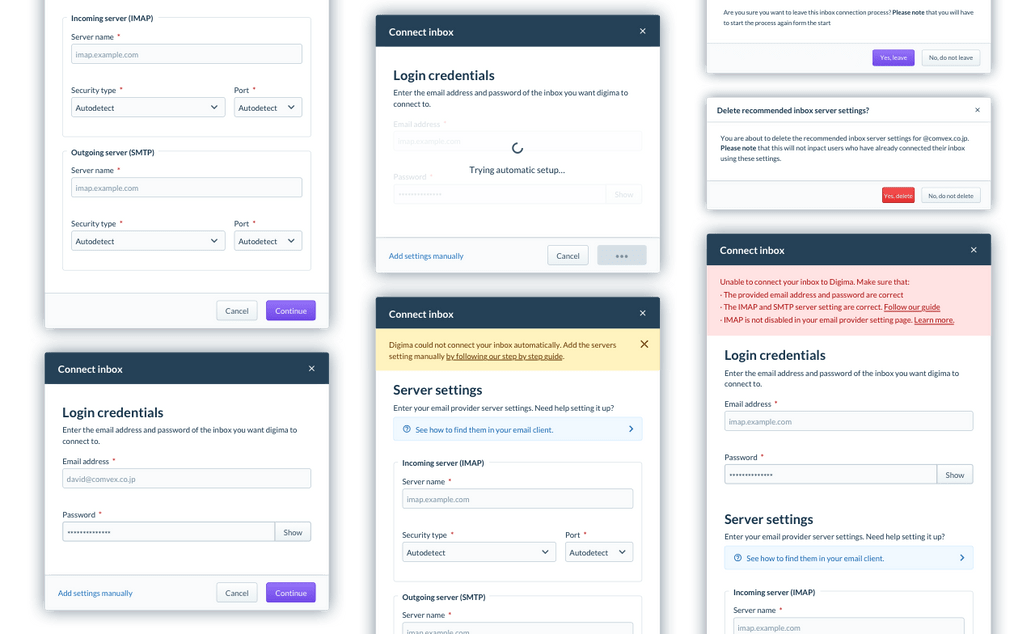 Incoming server (IMAP)
Server name *
imap.example.com
Security type *
Port *
Autodetect
Autodetect
Outgoing server (SMTP)
Server name *
imap.example.com
Security type *
Port *
Autodetect
Autodetect
Cancel
Continue
Connect inbox
Login credentials
Enter the email address and password of the inbox you want digima to
connect to.
Email address *
david@comvex.co.jp
Password *
Show
Add settings manually
Cancel
Continue
Connect inbox
Login credentials
Enter the email address and password of the inbox you want digima to
connect to.
Email address *
imap.example.com
Trying automatic setup...
Password *
Show
Add settings manually
Cancel
Connect inbox
Digima could not connect your inbox automatically. Add the servers
setting manually by following our step by step guide.
Server settings
Enter your email provider server settings. Need help setting it up?
See how to find them in your email client.
Incoming server (IMAP)
Server name *
imap.example.com
Security type *
Port *
Autodetect
Autodetect
Outgoing server (SMTP)
Server name *
imap.example.com
Are you sure you want to leave this inbox connection process? Please note that you will have
to start the process again form the start
Yes, leave
No, do not leave
Delete recommended inbox server settings?
You are about to delete the recommended inbox server settings for @comvex.co.jp.
Please note that this will not impact users who have already connected their inbox
using these settings.
Yes, delete
No, do not delete
Connect inbox
Unable to connect your inbox to Digima. Make sure that:
- The provided email address and password are correct
- The IMAP and SMTP server setting are correct. Follow our guide
- IMAP is not disabled in your email provider setting page. Learn more.
Login credentials
Enter the email address and password of the inbox you want digima to
connect to.
Email address *
imap.example.com
Password *
Show
Server settings
Enter your email provider server settings. Need help setting it up?
See how to find them in your email client.
Incoming server (IMAP)
Server name *
imap.example.com